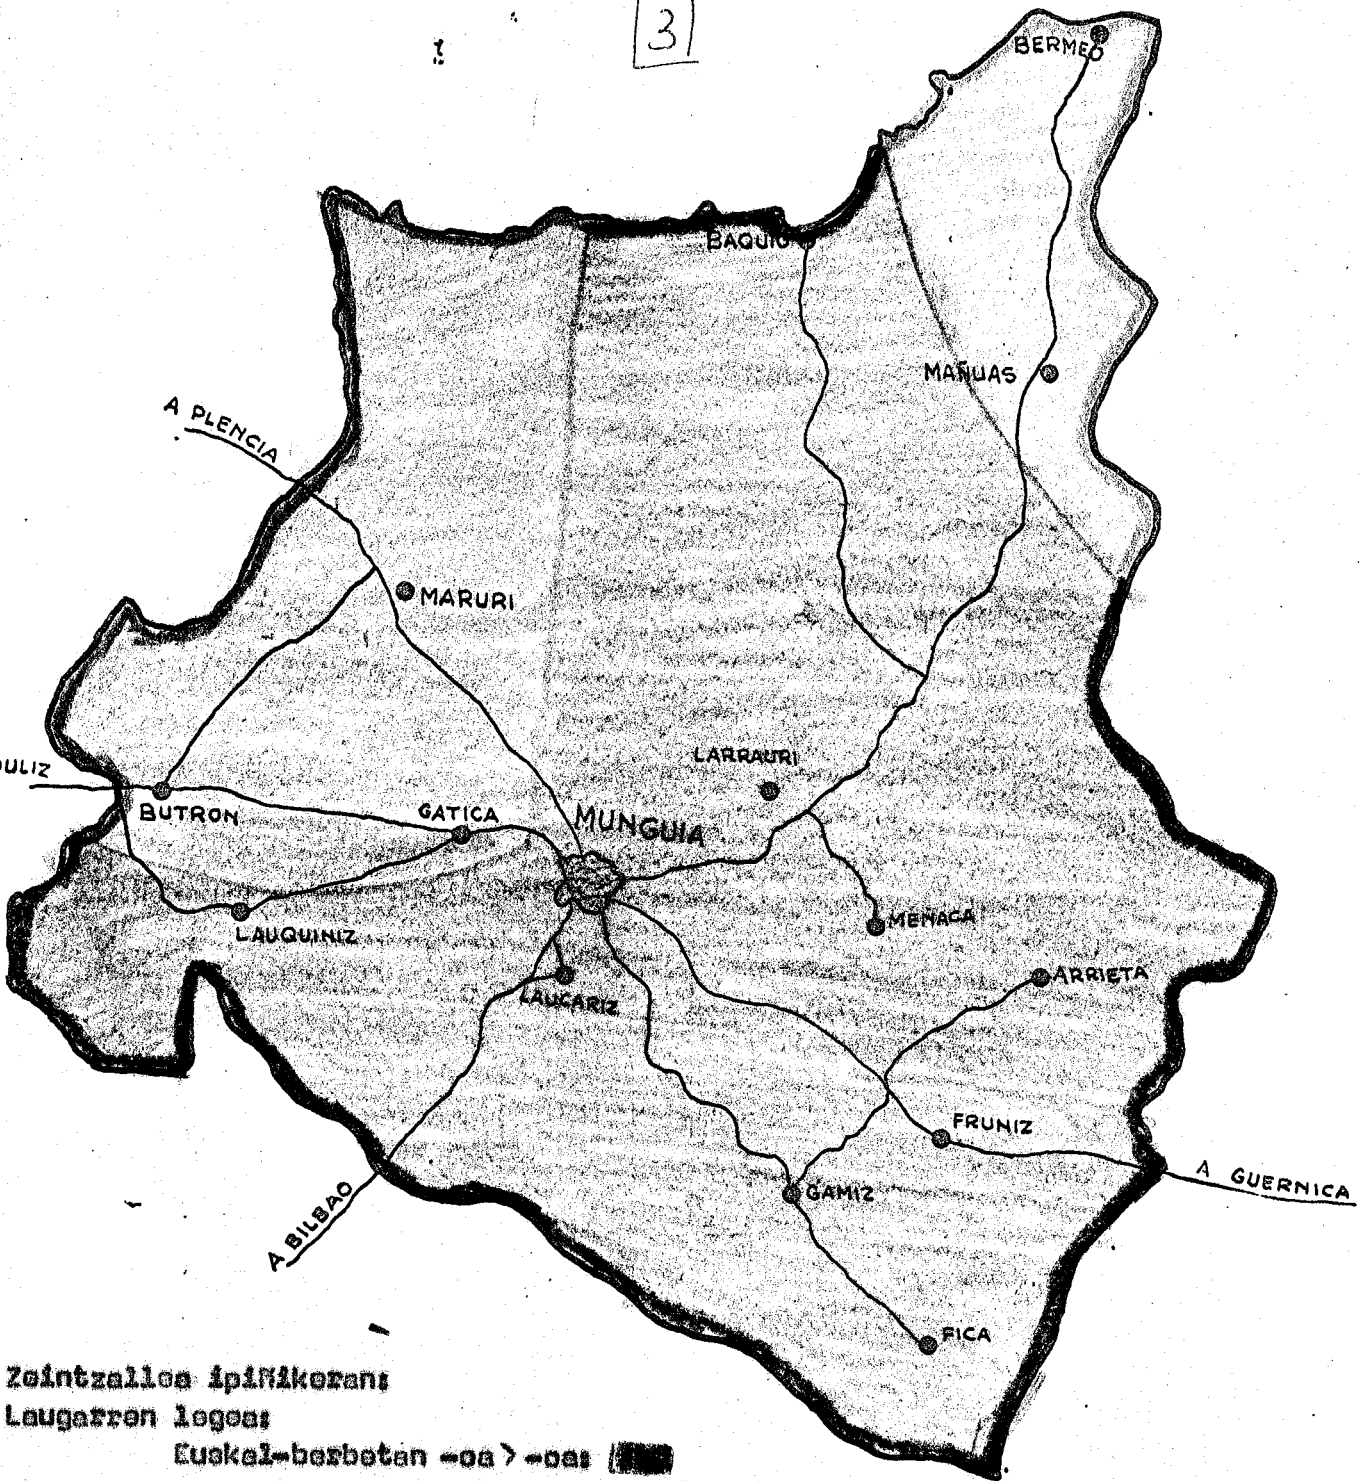 3
BERMEO
BAQUIO
MAÑUAS
A PLENCIA
MARURI
LARRAURI
ULIZ
BUTRON
GATICA
MUNGUIA
LAUQUINIZ
MEÑACA
LAUCARIZ
ARRIETA
FRUNIZ
A GUERNICA
GAMIZ
A BILBAO
FICA
Zeintzallea ipiñikeran:
Laugarren legea:
Euskal-berbetan -oa > -oa: